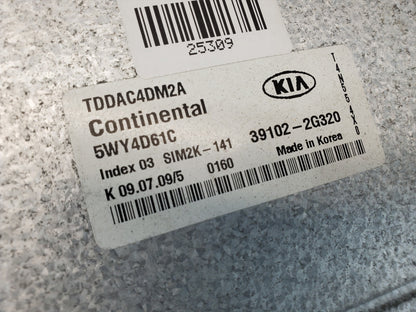 25309
TDDAC4DM2A
Continental
5WY4D61C
Index 03 SIM2K-141
K 09.07.09/5 0160
KIA
39102-2G320
Made in Korea